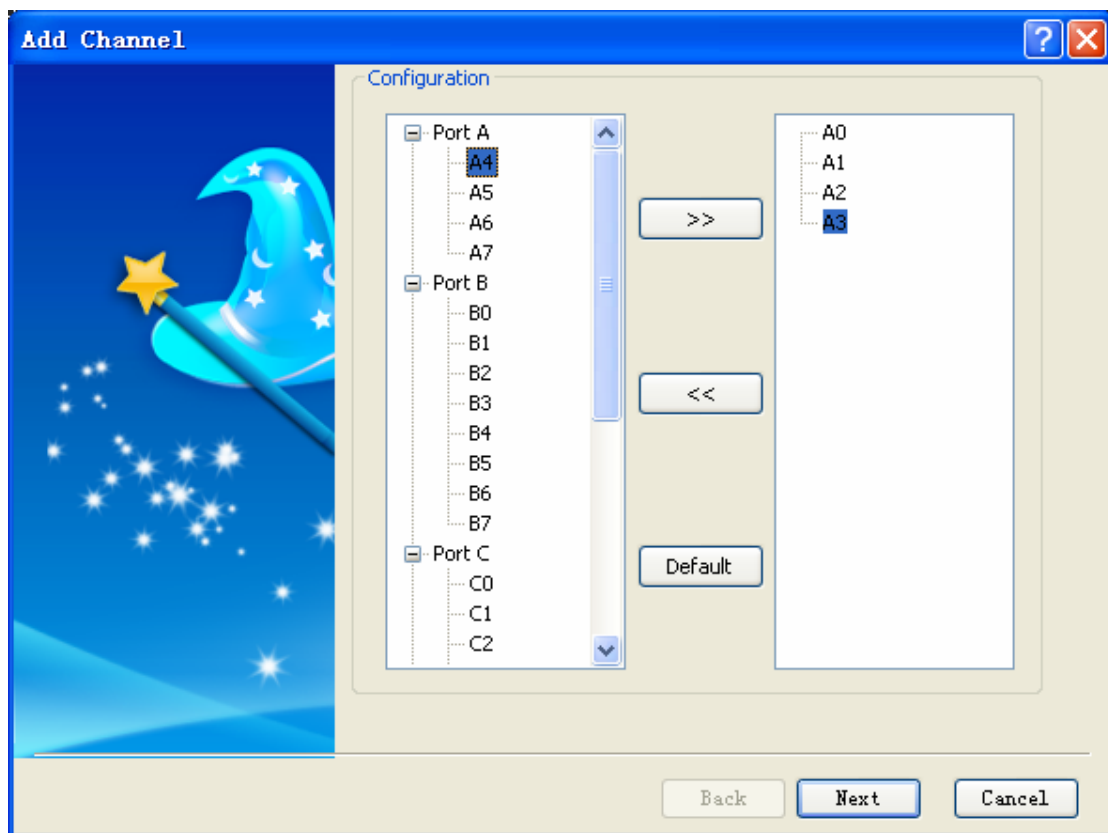 Add Channel
Configuration
Port A
A4
A5
A6
A7
Port B
B0
B1
B2
B3
B4
B5
B6
B7
Port C
C0
C1
C2
>>
<<
Default
A0
A1
A2
A3
Back
Next
Cancel